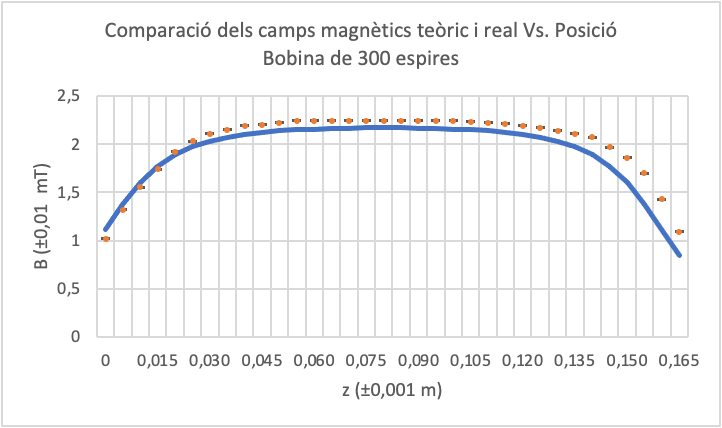 Comparació dels camps magnètics teòric i real Vs. Posició
Bobina de 300 espires
B (±0,01 mT)
2,5
2
1,5
1
0,5
0
0 0,015 0,030 0,045 0,060 0,075 0,090 0,105 0,120 0,135 0,150 0,165
z (±0,001 m)